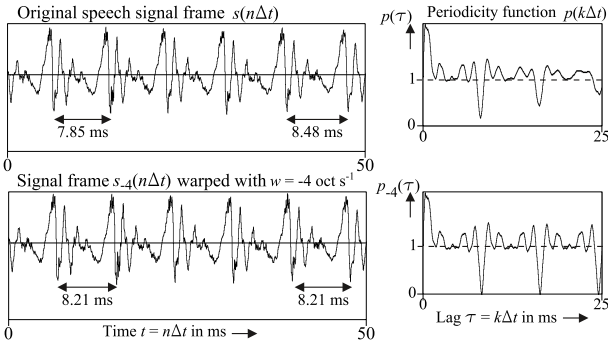 Original speech signal frame s(nΔt)
7.85 ms
8.48 ms
0
50
p(τ)
Periodicity function p(kΔt)
1
0
0
25
Signal frame s-4(nΔt) warped with w = -4 oct s-1
8.21 ms
8.21 ms
0
Time t = nΔt in ms
50
p-4(τ)
1
0
0
25
Lag τ = kΔt in ms